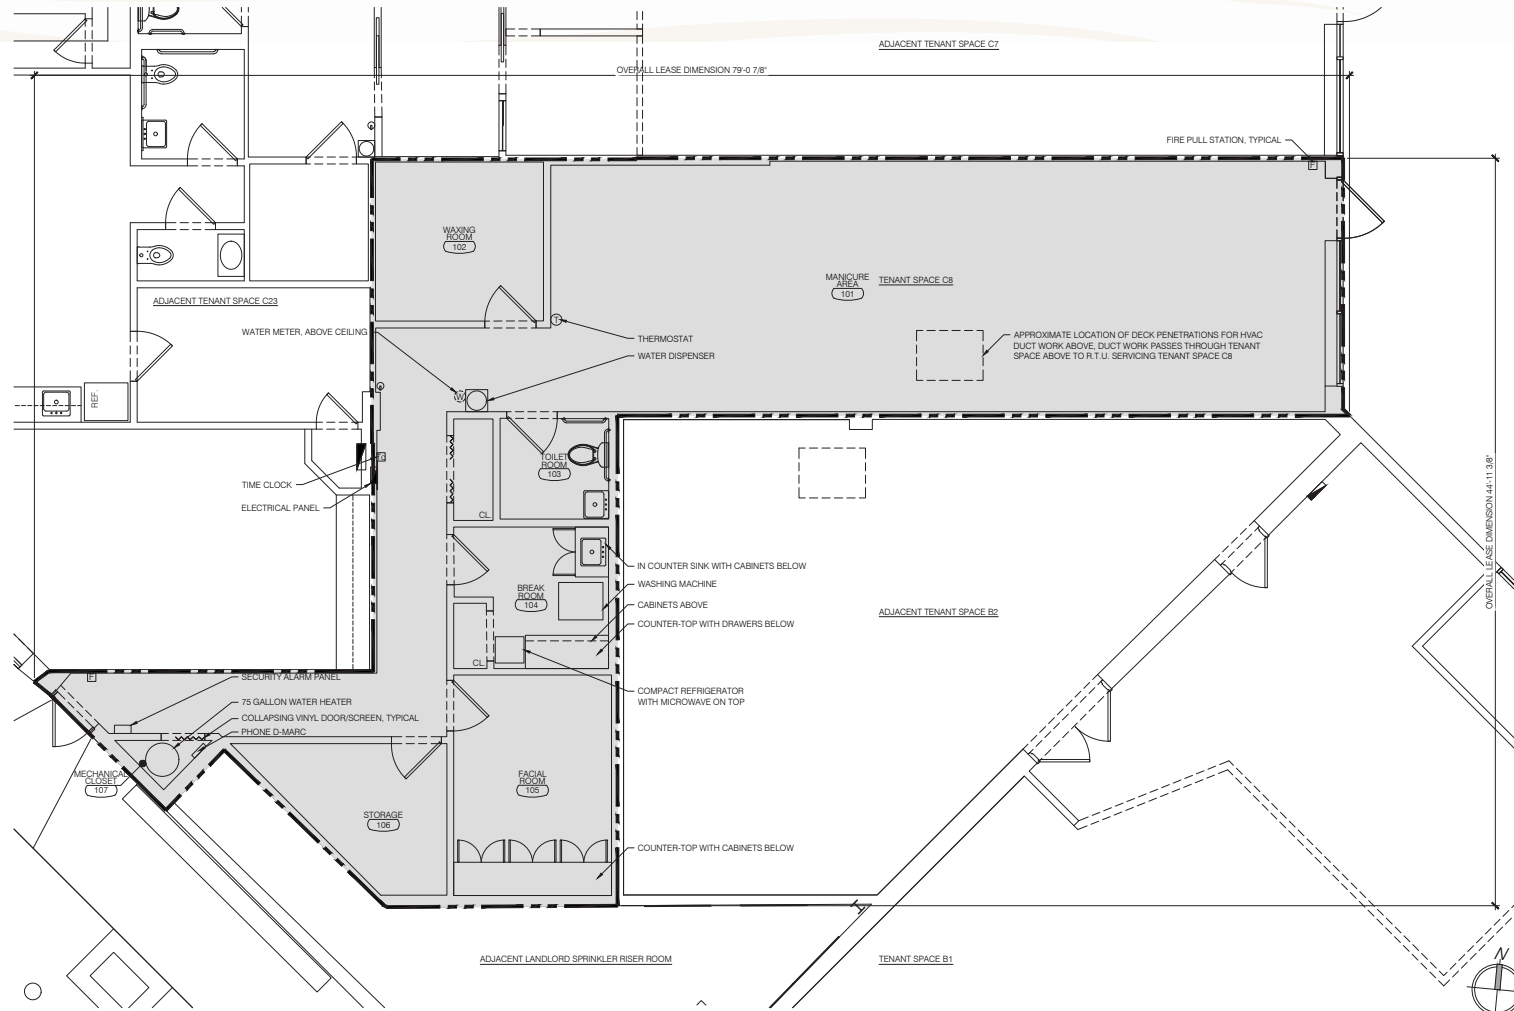 ADJACENT TENANT SPACE C7
OVERALL LEASE DIMENSION 79'-0 7/8"
FIRE PULL STATION, TYPICAL
F
WAXING
ROOM
102
MANICURE
AREA
101
TENANT SPACE C8
ADJACENT TENANT SPACE C23
WATER METER, ABOVE CEILING
T
THERMOSTAT
WATER DISPENSER
APPROXIMATE LOCATION OF DECK PENETRATIONS FOR HVAC
DUCT WORK ABOVE, DUCT WORK PASSES THROUGH TENANT
SPACE ABOVE TO R.T.U. SERVICING TENANT SPACE C8
REF.
W
TOILET
ROOM
103
TIME CLOCK
ELECTRICAL PANEL
CL.
OVERALL LEASE DIMENSION 44'-11 3/8"
IN COUNTER SINK WITH CABINETS BELOW
WASHING MACHINE
BREAK
ROOM
104
CABINETS ABOVE
COUNTER-TOP WITH DRAWERS BELOW
ADJACENT TENANT SPACE B2
CL.
F
SECURITY ALARM PANEL
75 GALLON WATER HEATER
COLLAPSING VINYL DOOR/SCREEN, TYPICAL
PHONE D-MARC
COMPACT REFRIGERATOR
WITH MICROWAVE ON TOP
MECHANICAL
CLOSET
107
FACIAL
ROOM
105
STORAGE
106
COUNTER-TOP WITH CABINETS BELOW
ADJACENT LANDLORD SPRINKLER RISER ROOM
TENANT SPACE B1
N